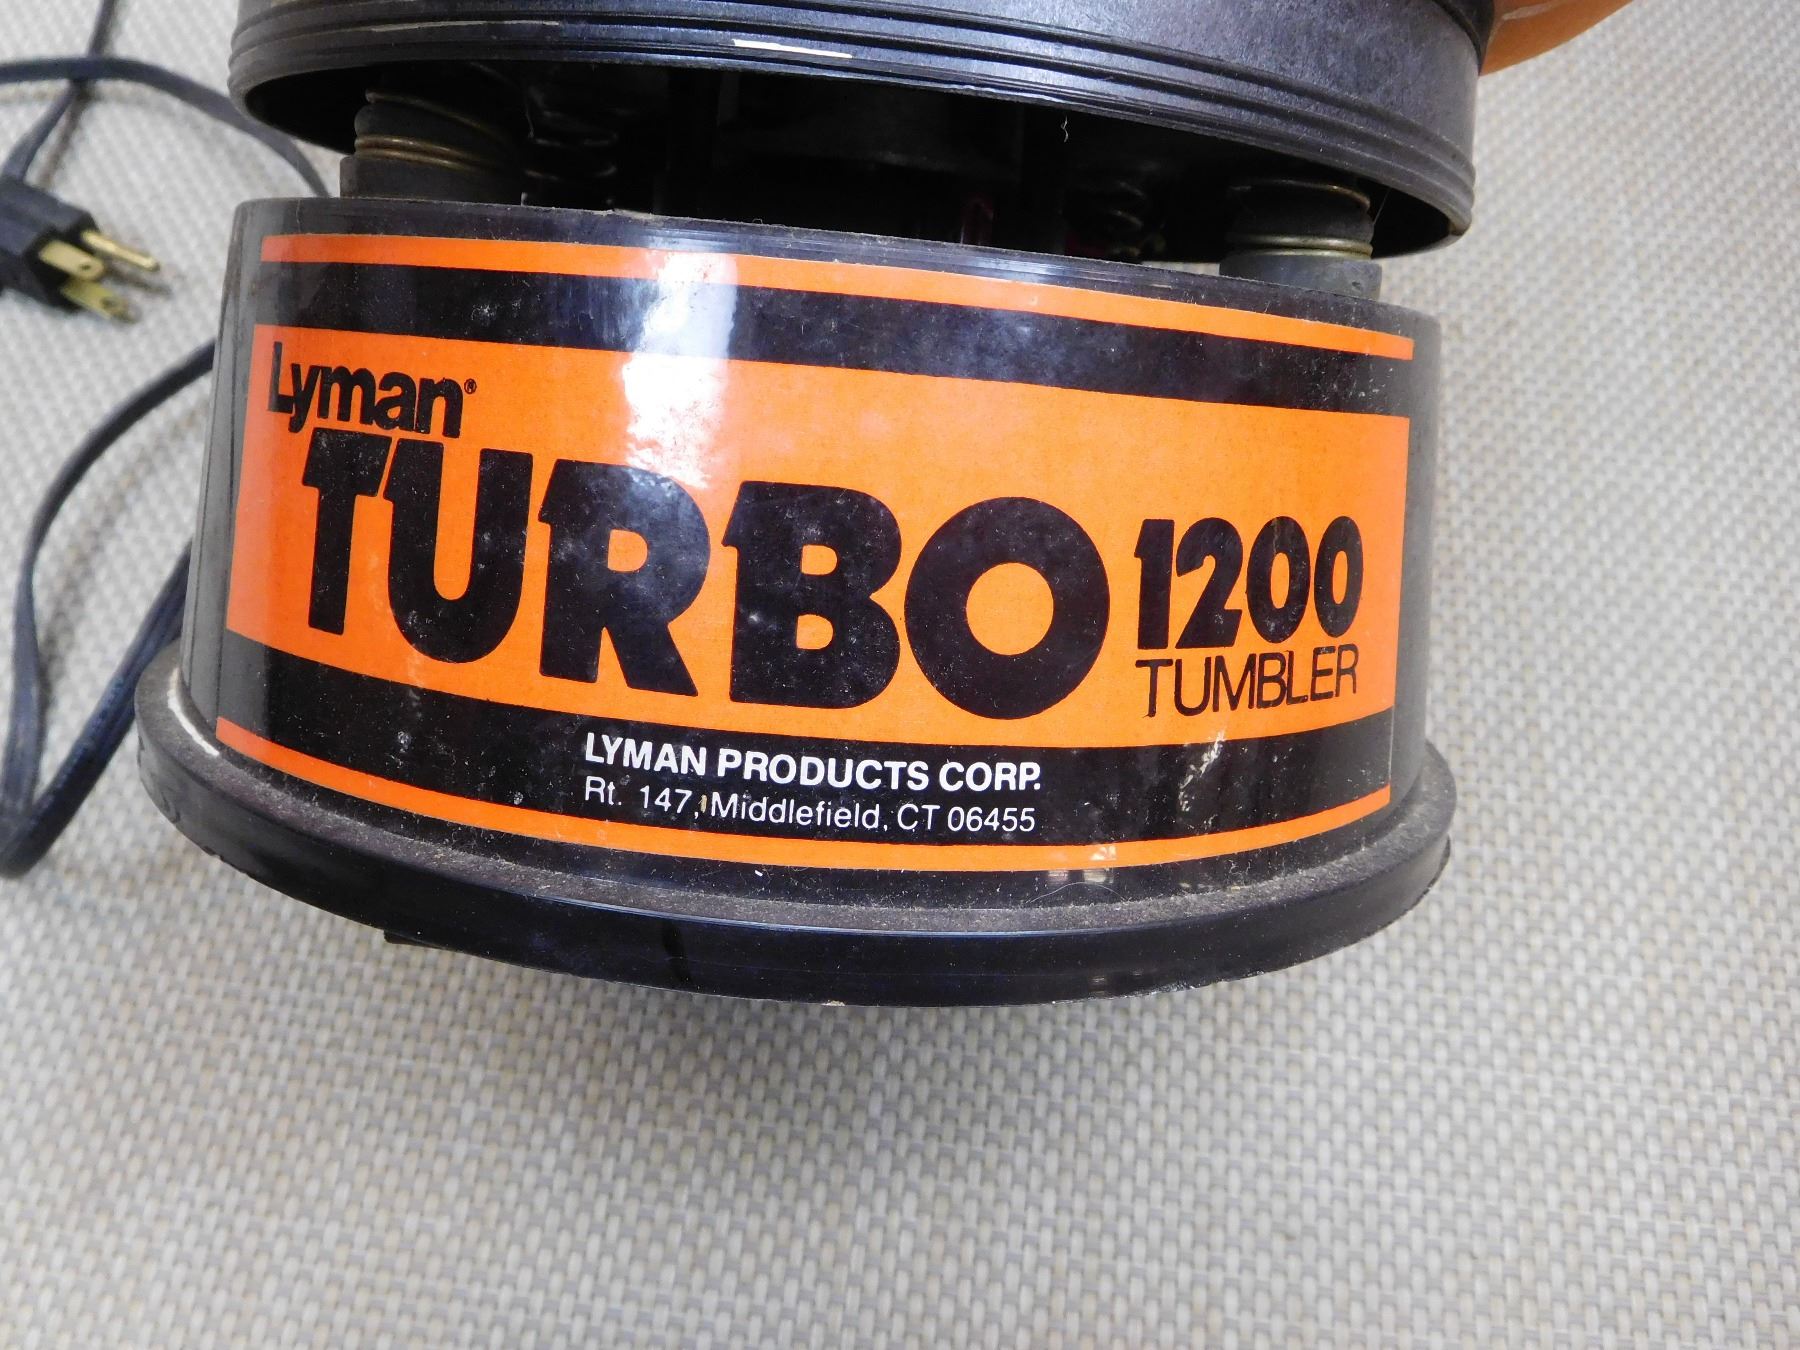 Lyman®
TURBO 1200
TUMBLER
LYMAN PRODUCTS CORP.
Rt. 147, Middlefield, CT 06455